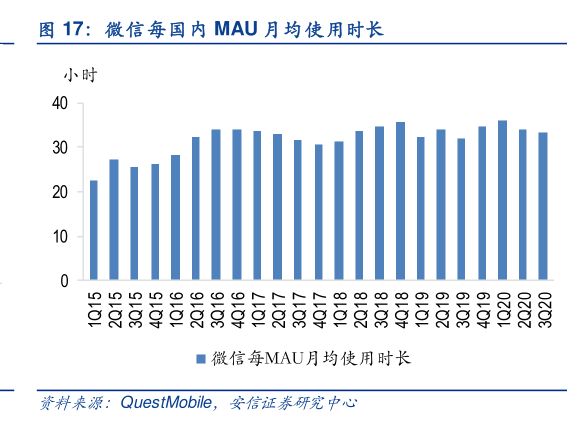 图 17：微信每国内 MAU 月均使用时长
小时
40
30
20
10
0
1Q15 2Q15 3Q15 4Q15 1Q16 2Q16 3Q16 4Q16 1Q17 2Q17 3Q17 4Q17 1Q18 2Q18 3Q18 4Q18 1Q19 2Q19 3Q19 4Q19 1Q20 2Q20 3Q20
微信每MAU月均使用时长
资料来源：QuestMobile，安信证券研究中心